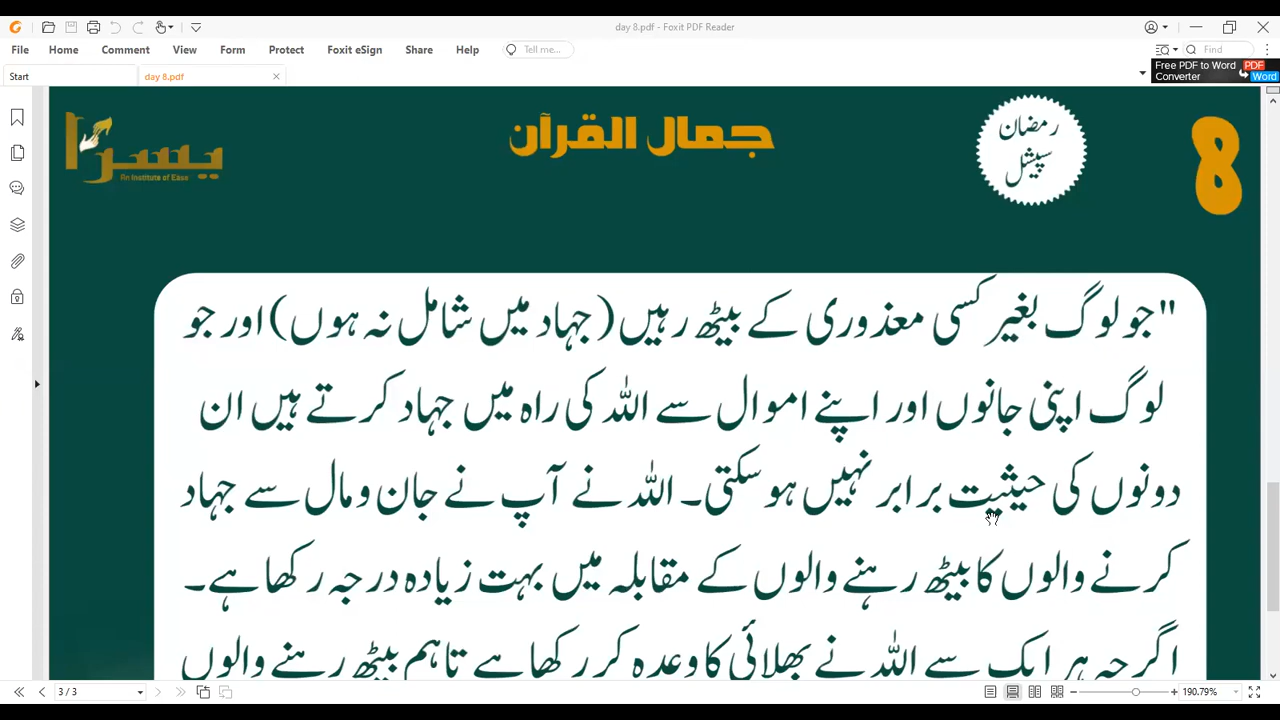 day 8.pdf - Foxit PDF Reader
File Home Comment View Form Protect Foxit eSign Share Help Tell me... Find
Start day 8.pdf
Free PDF to Word Converter PDF Word
یسرا
An Institute of Ease
جمال القرآن
رمضان
سپیشل
8
"جو لوگ بغیر کسی معذوری کے بیٹھ رہیں (جہاد میں شامل نہ ہوں) اور جو
لوگ اپنی جانوں اور اپنے اموال سے اللہ کی راہ میں جہاد کرتے ہیں ان
دونوں کی حیثیت برابر نہیں ہو سکتی۔ اللہ نے آپ نے جان و مال سے جہاد
کرنے والوں کا بیٹھ رہنے والوں کے مقابلہ میں بہت زیادہ درجہ رکھا ہے۔
اگرچہ ہر ایک سے اللہ نے بھلائی کا وعدہ کر رکھا ہے تاہم بیٹھ رہنے والوں
3 / 3
190.79%